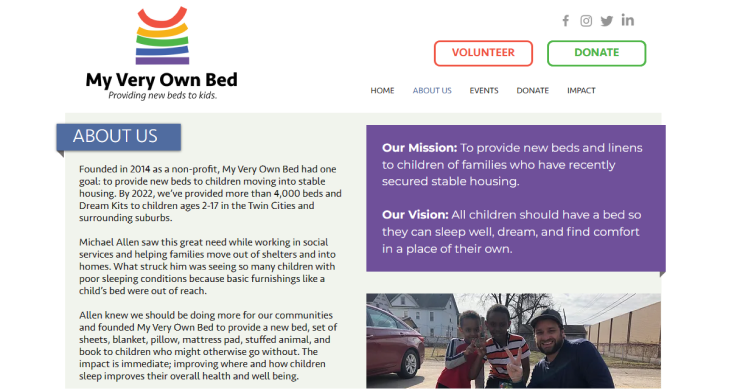 VOLUNTEER
DONATE
My Very Own Bed
Providing new beds to kids.
HOME
ABOUT US
EVENTS
DONATE
IMPACT
ABOUT US
Founded in 2014 as a non-profit, My Very Own Bed had one
goal: to provide new beds to children moving into stable
housing. By 2022, we've provided more than 4,000 beds and
Dream Kits to children ages 2-17 in the Twin Cities and
surrounding suburbs.
Michael Allen saw this great need while working in social
services and helping families move out of shelters and into
homes. What struck him was seeing so many children with
poor sleeping conditions because basic furnishings like a
child's bed were out of reach.
Allen knew we should be doing more for our communities
and founded My Very Own Bed to provide a new bed, set of
sheets, blanket, pillow, mattress pad, stuffed animal, and
book to children who might otherwise go without. The
impact is immediate; improving where and how children
sleep improves their overall health and well being.
Our Mission: To provide new beds and linens
to children of families who have recently
secured stable housing.
Our Vision: All children should have a bed so
they can sleep well, dream, and find comfort
in a place of their own.